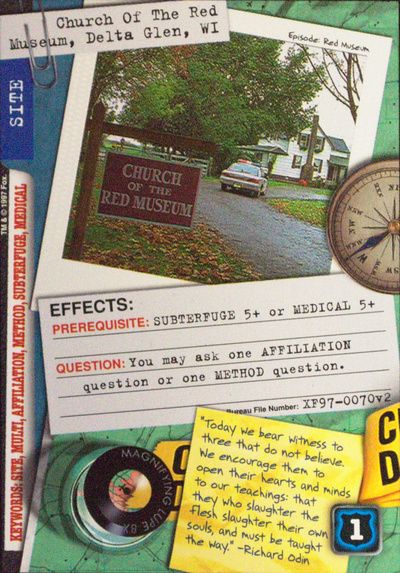 Church Of The Red
Museum, Delta Glen, WI
Episode: Red Museum
SITE
CHURCH
OF THE
RED MUSEUM
TM & © 1997 Fox.
KEYWORDS: SITE, MULTI, AFFILIATION, METHOD, SUBTERFUGE, MEDICAL
EFFECTS:
PREREQUISITE: SUBTERFUGE 5+ or MEDICAL 5+
QUESTION: You may ask one AFFILIATION
question or one METHOD question.
Bureau File Number: XF97-0070v2
MAGNIFYING LUPE 8X
"Today we bear witness to
three that do not believe.
We encourage them to
open their hearts and minds
to our teachings: that
they who slaughter the
flesh slaughter their own
souls, and must be taught
the way." -Richard Odin
1